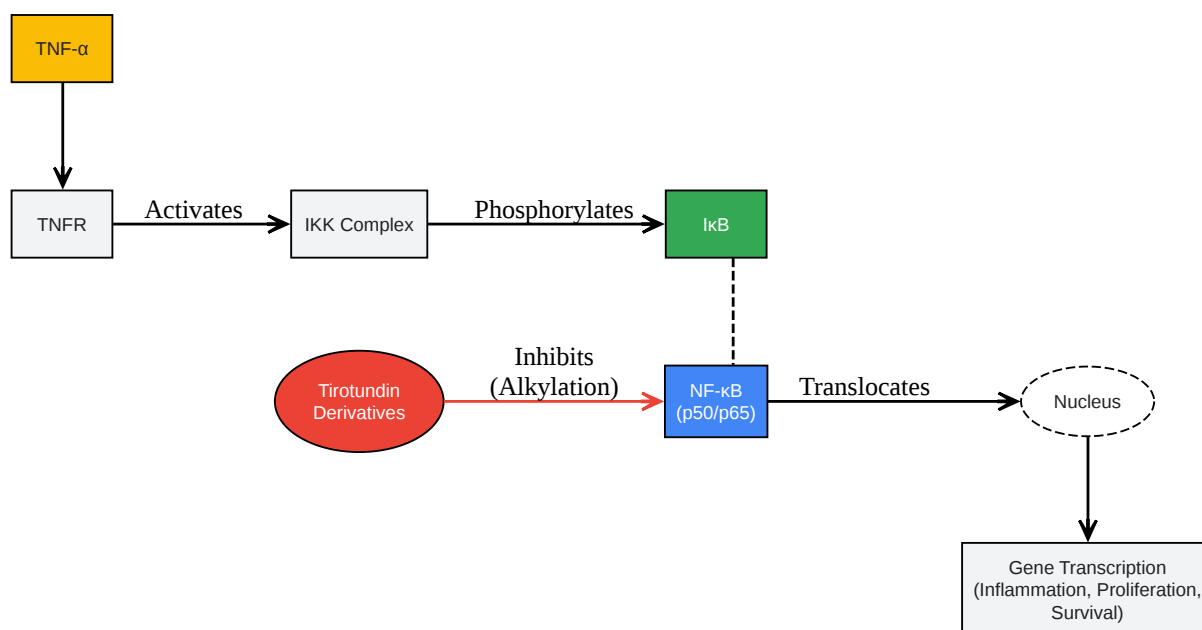 TNF-α
TNFR
Activates
IKK Complex
Phosphorylates
IκB
Tirotundin
Derivatives
Inhibits
(Alkylation)
NF-κB
(p50/p65)
Translocates
Nucleus
Gene Transcription
(Inflammation, Proliferation,
Survival)